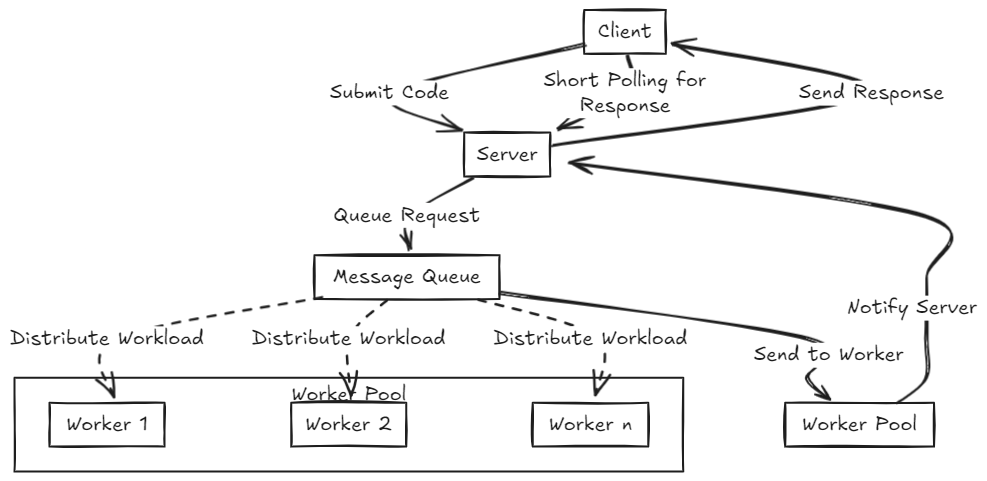 Client
Submit Code
Short Polling for
Response
Send Response
Server
Queue Request
Message Queue
Notify Server
Distribute Workload
Distribute Workload
Distribute Workload
Send to Worker
Worker Pool
Worker 1
Worker 2
Worker n
Worker Pool